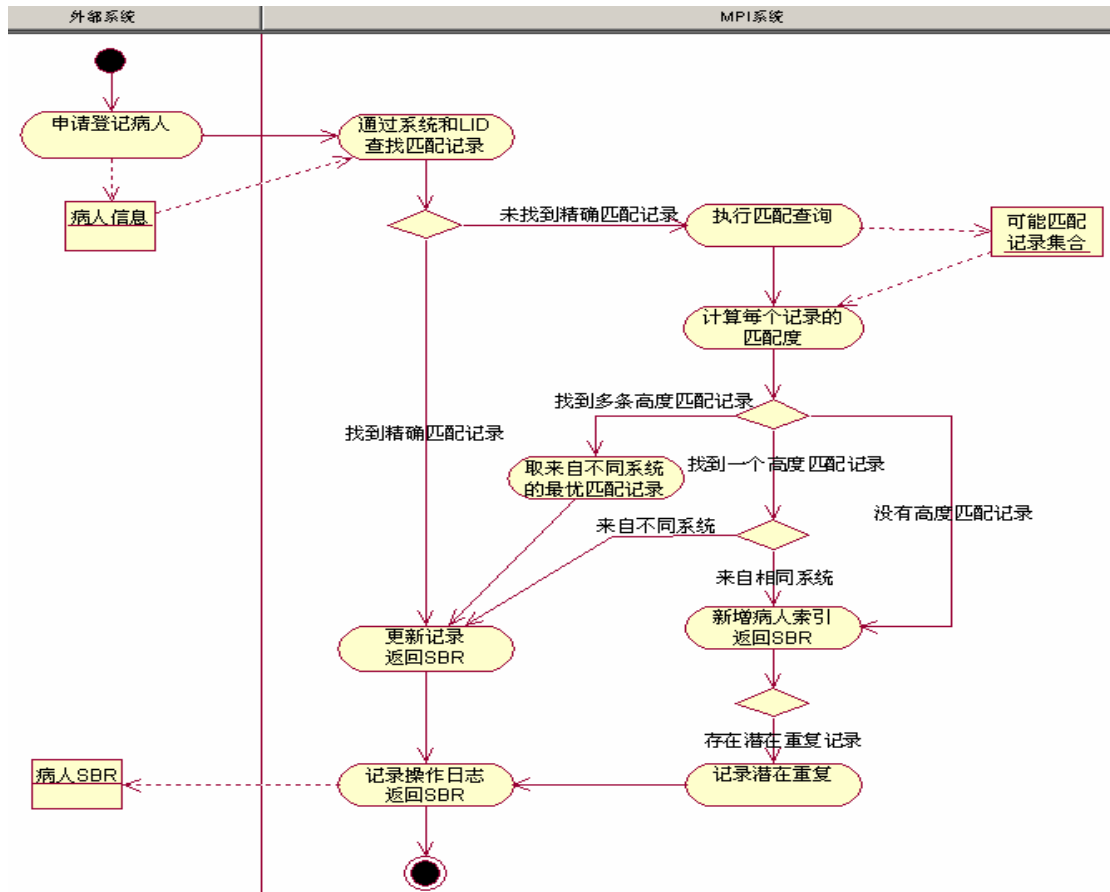 外部系统
MPI系统
申请登记病人
通过系统和LID
查找匹配记录
病人信息
未找到精确匹配记录
执行匹配查询
可能匹配
记录集合
计算每个记录的
匹配度
找到多条高度匹配记录
找到精确匹配记录
取来自不同系统
的最优匹配记录
找到一个高度匹配记录
没有高度匹配记录
来自不同系统
来自相同系统
更新记录
返回SBR
新增病人索引
返回SBR
存在潜在重复记录
病人SBR
记录操作日志
返回SBR
记录潜在重复